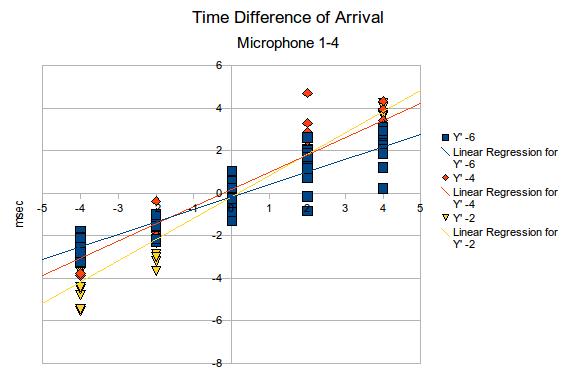 Time Difference of Arrival
Microphone 1-4
6
4
2
0
-2
-4
-6
-8
-5
-4
-3
-2
-1
0
1
2
3
4
5
msec
Y' -6
Linear Regression for
Y' -6
Y' -4
Linear Regression for
Y' -4
Y' -2
Linear Regression for
Y' -2